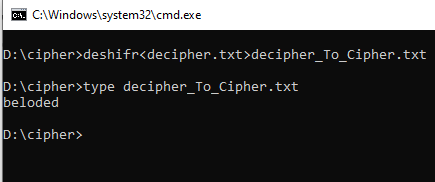 C:\Windows\system32\cmd.exe
D:\cipher>deshifr<decipher.txt>decipher_To_Cipher.txt
D:\cipher>type decipher_To_Cipher.txt
beloded
D:\cipher>